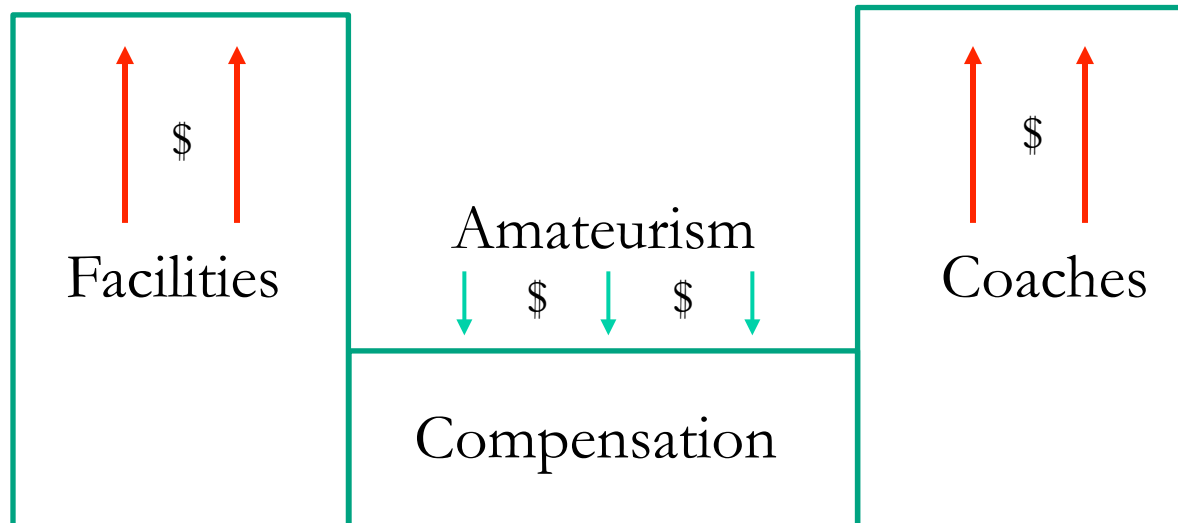 $
$
Amateurism
Facilities
$
$
Coaches
Compensation